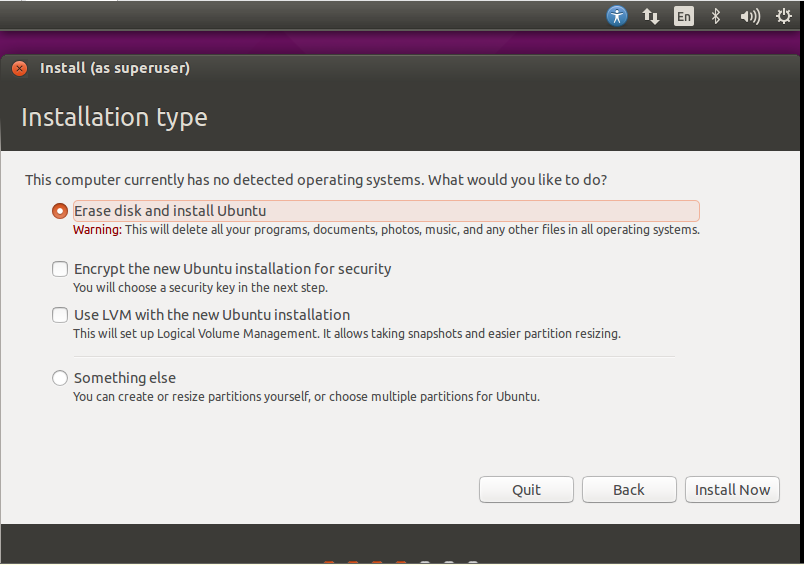 En
Install (as superuser)
Installation type
This computer currently has no detected operating systems. What would you like to do?
Erase disk and install Ubuntu
Warning: This will delete all your programs, documents, photos, music, and any other files in all operating systems.
Encrypt the new Ubuntu installation for security
You will choose a security key in the next step.
Use LVM with the new Ubuntu installation
This will set up Logical Volume Management. It allows taking snapshots and easier partition resizing.
Something else
You can create or resize partitions yourself, or choose multiple partitions for Ubuntu.
Quit
Back
Install Now